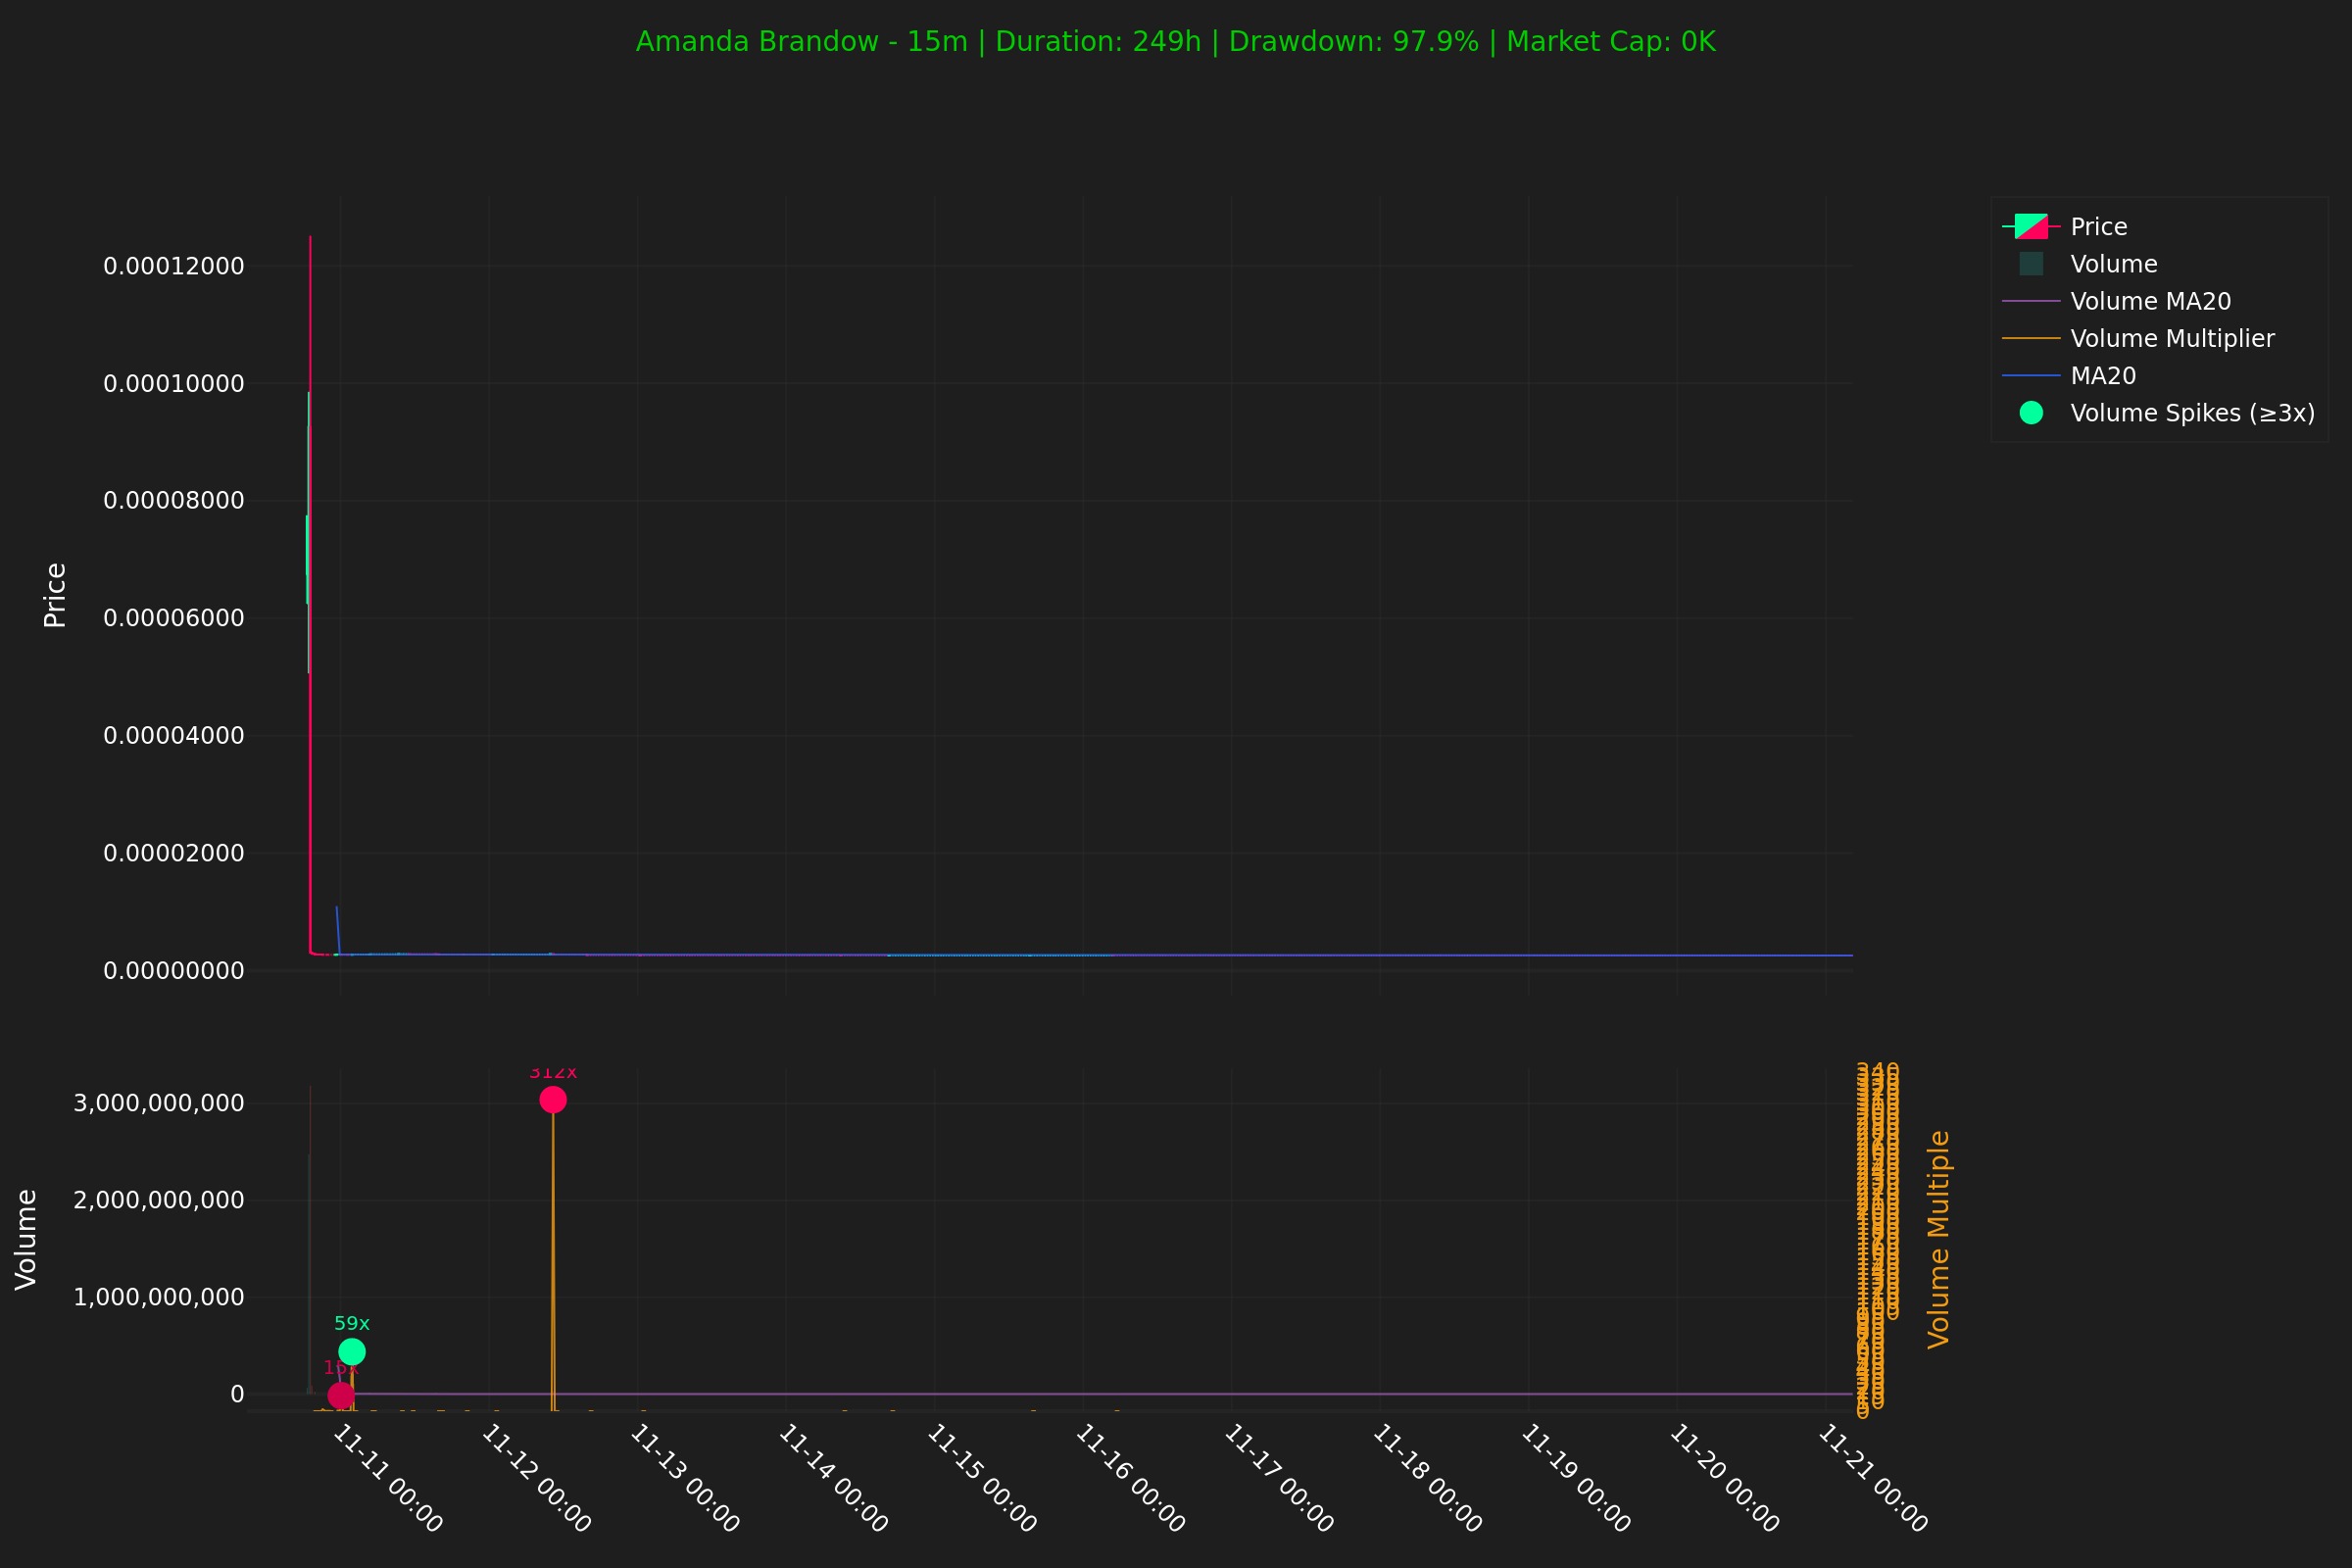 Amanda Brandow - 15m | Duration: 249h | Drawdown: 97.9% | Market Cap: 0K
Price
Volume
Volume MA20
Volume Multiplier
MA20
Volume Spikes (≥3x)
Price
0.00012000
0.00010000
0.00008000
0.00006000
0.00004000
0.00002000
0.00000000
Volume
3,000,000,000
2,000,000,000
1,000,000,000
0
312x
59x
15x
Volume Multiple
340
0
11-11 00:00
11-12 00:00
11-13 00:00
11-14 00:00
11-15 00:00
11-16 00:00
11-17 00:00
11-18 00:00
11-19 00:00
11-20 00:00
11-21 00:00